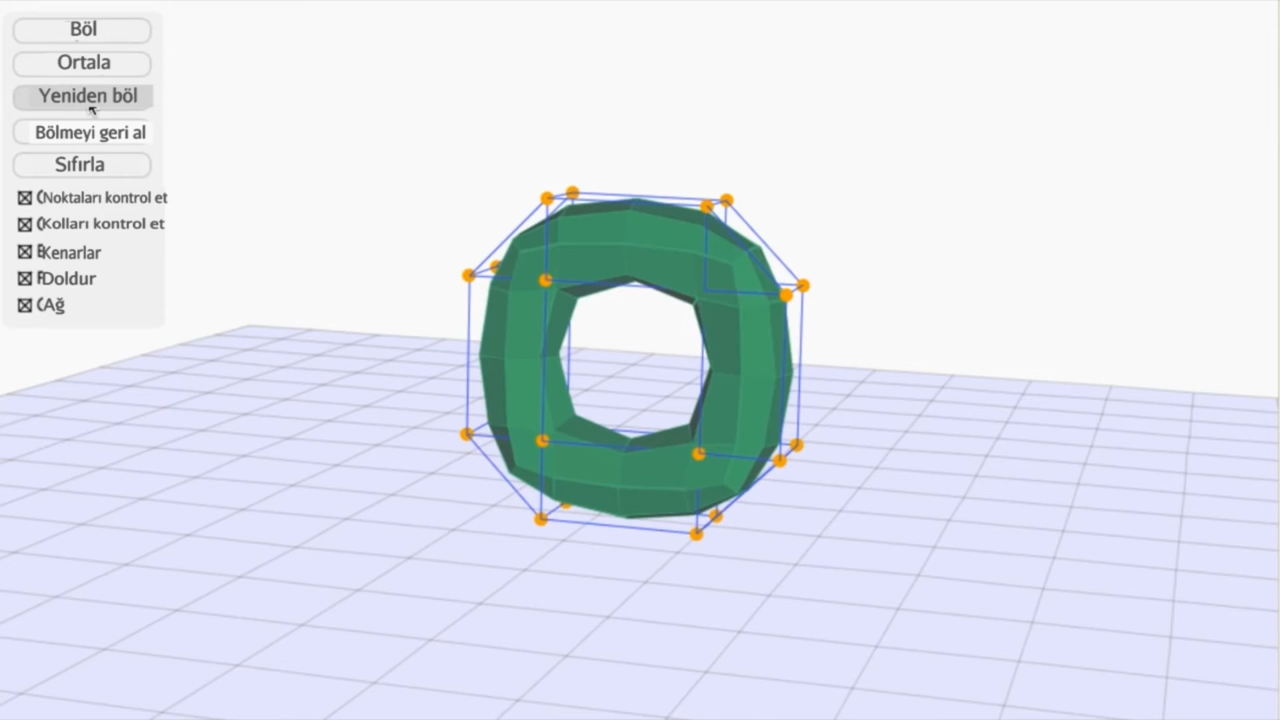 Böl
Ortala
Yeniden böl
Bölmeyi geri al
Sıfırla
Noktaları kontrol et
Kolları kontrol et
Kenarlar
Doldur
Ağ